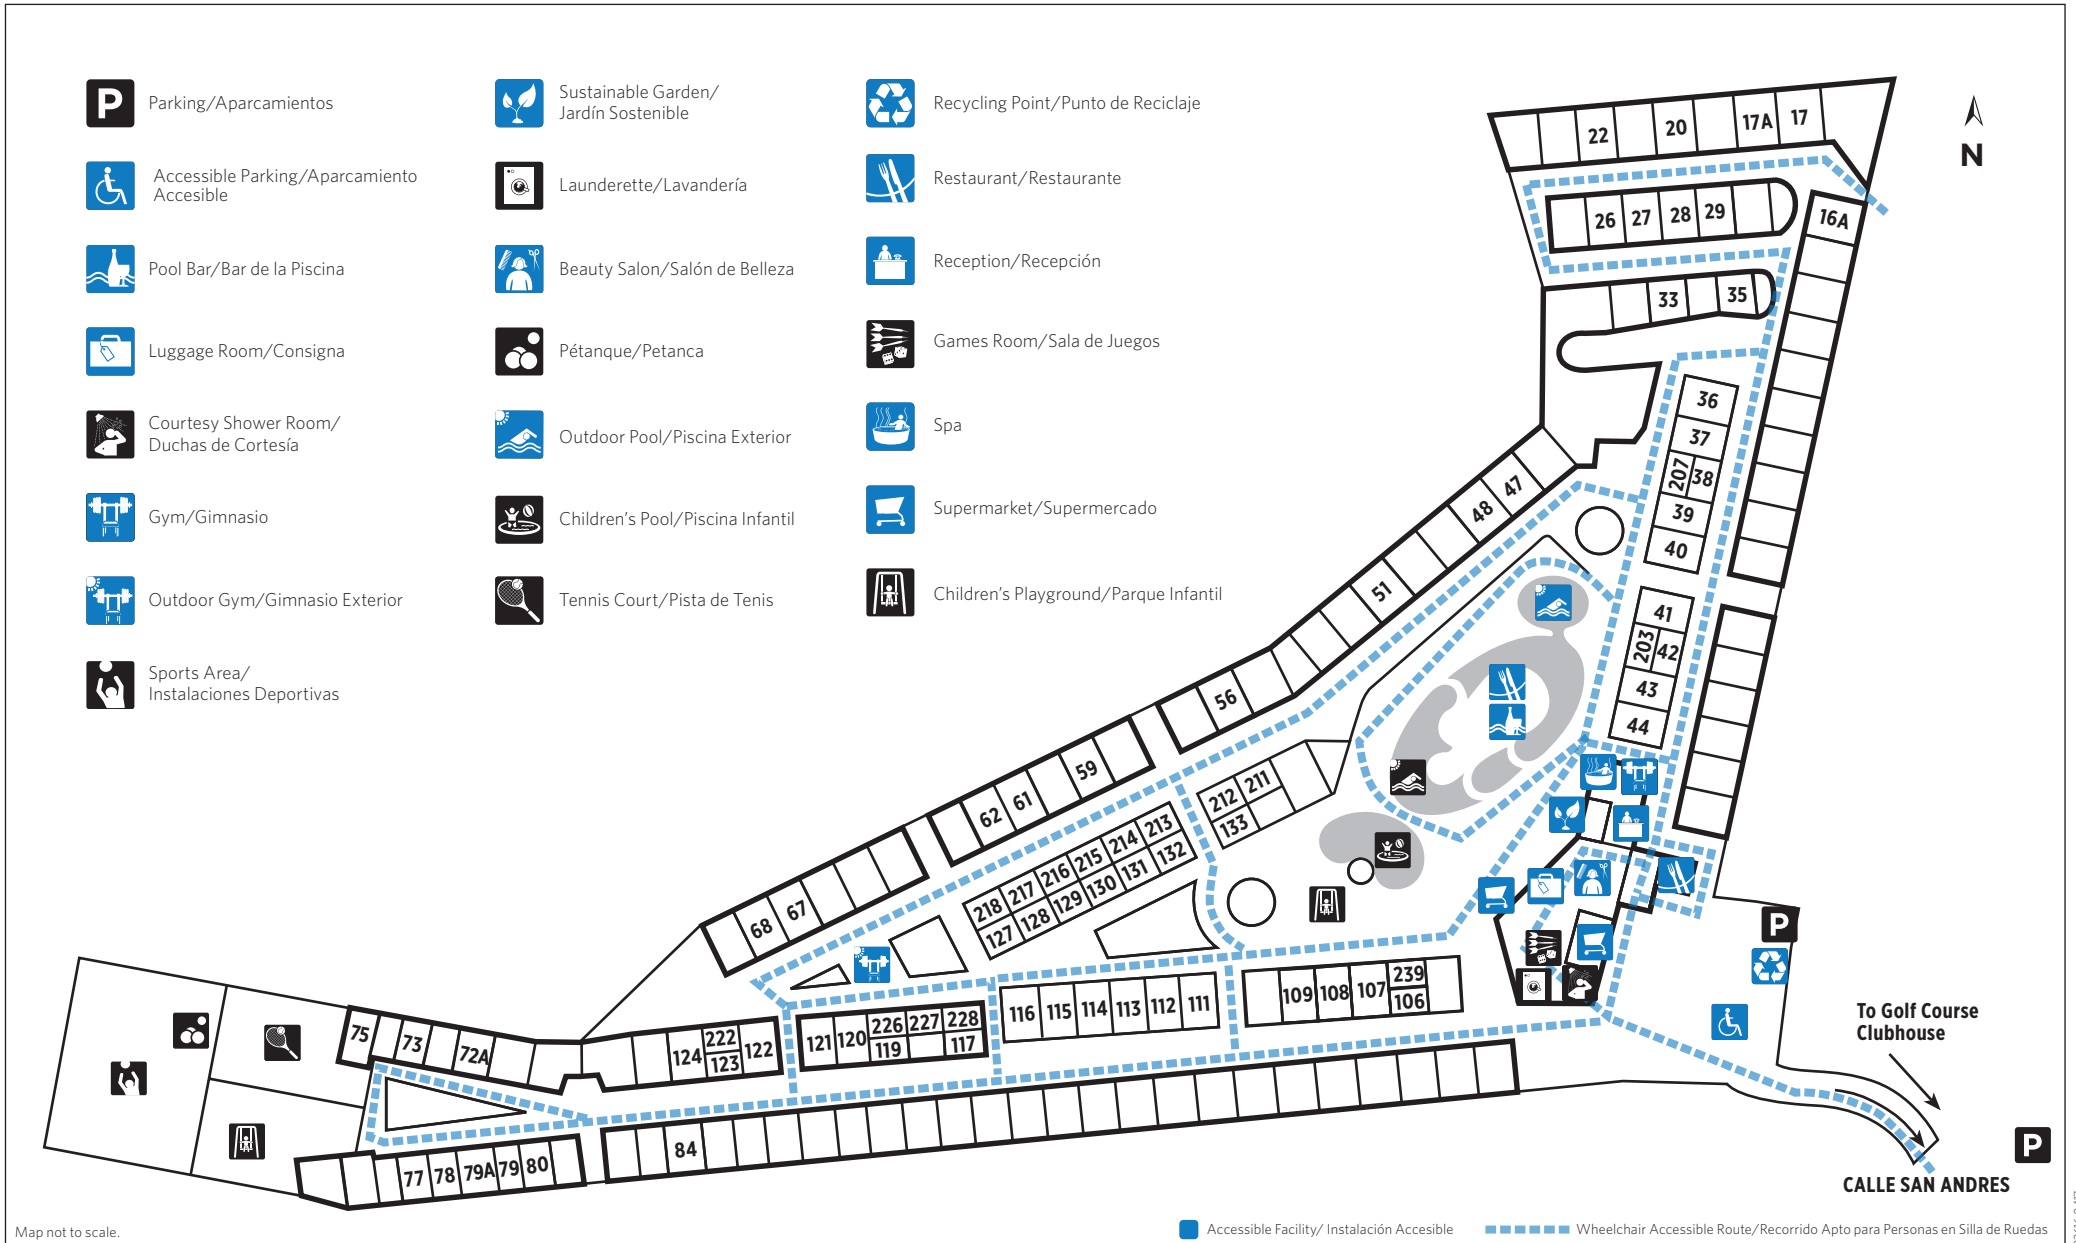 P
Parking/Aparcamientos
Accessible Parking/Aparcamiento
Accesible
Pool Bar/Bar de la Piscina
Luggage Room/Consigna
Courtesy Shower Room/
Duchas de Cortesía
Gym/Gimnasio
Outdoor Gym/Gimnasio Exterior
Sports Area/
Instalaciones Deportivas
Sustainable Garden/
Jardín Sostenible
Launderette/Lavandería
Beauty Salon/Salón de Belleza
Pétanque/Petanca
Outdoor Pool/Piscina Exterior
Children's Pool/Piscina Infantil
Tennis Court/Pista de Tenis
Recycling Point/Punto de Reciclaje
Restaurant/Restaurante
Reception/Recepción
Games Room/Sala de Juegos
Spa
Supermarket/Supermercado
Children's Playground/Parque Infantil
N
22 20 17A 17
26 27 28 29
16A
33 35
36
37
207 38
39
40
41
203 42
43
44
47
48
51
56
59
61
62
67
68
212 211
133
218 217 216 215 214 213
127 128 129 130 131 132
75 73 72A
124 222 122
123
121 120 226 227 228
119 117
116 115 114 113 112 111
109 108 107 239
106
77 78 79A 79 80
84
P
To Golf Course
Clubhouse
P
CALLE SAN ANDRES
Map not to scale.
Accessible Facility/ Instalación Accesible
Wheelchair Accessible Route/Recorrido Apto para Personas en Silla de Ruedas